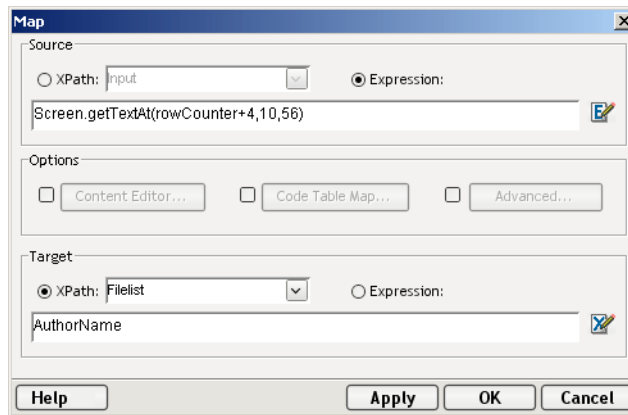 Map
Source
XPath: Input Expression:
Screen.getTextAt(rowCounter+4,10,56)
Options
Content Editor... Code Table Map... Advanced...
Target
XPath: Filelist Expression:
AuthorName
Help Apply OK Cancel